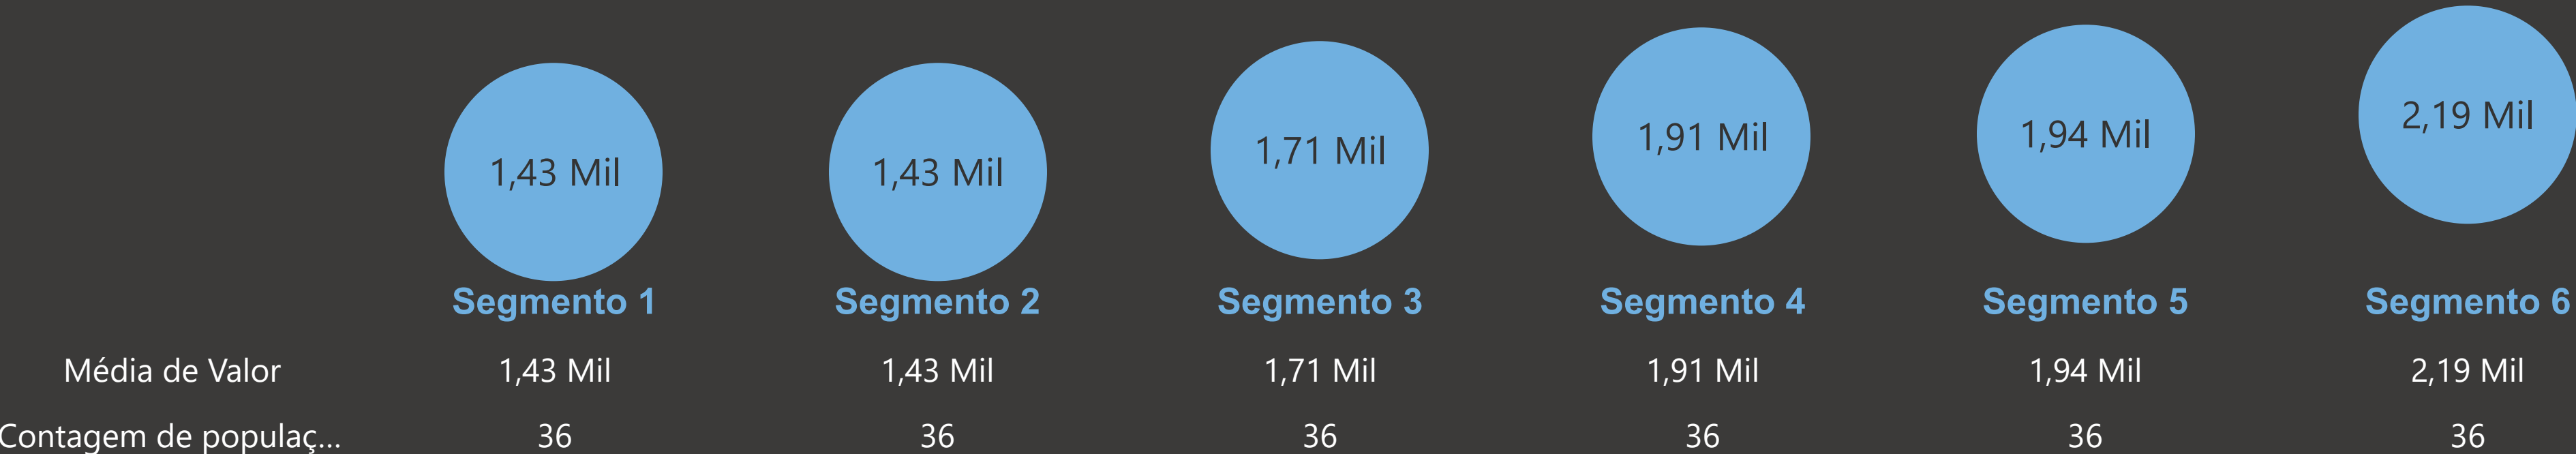 1,43 Mil 1,43 Mil 1,71 Mil 1,91 Mil 1,94 Mil 2,19 Mil
Segmento 1 Segmento 2 Segmento 3 Segmento 4 Segmento 5 Segmento 6
Média de Valor 1,43 Mil 1,43 Mil 1,71 Mil 1,91 Mil 1,94 Mil 2,19 Mil
Contagem de populaç... 36 36 36 36 36 36